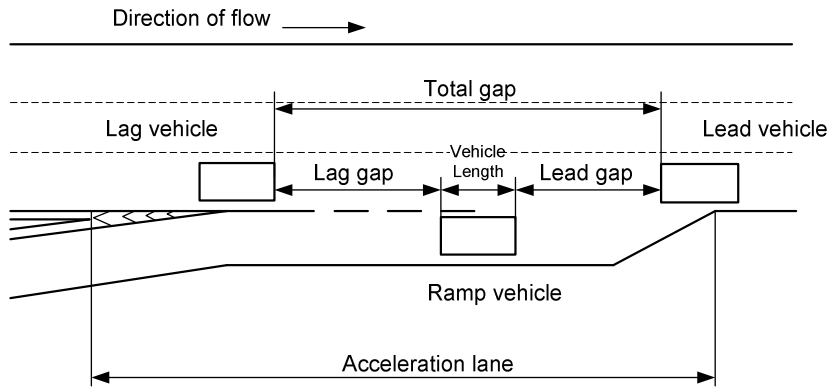 Direction of flow
Total gap
Lag vehicle
Lead vehicle
Vehicle
Length
Lag gap
Lead gap
Ramp vehicle
Acceleration lane